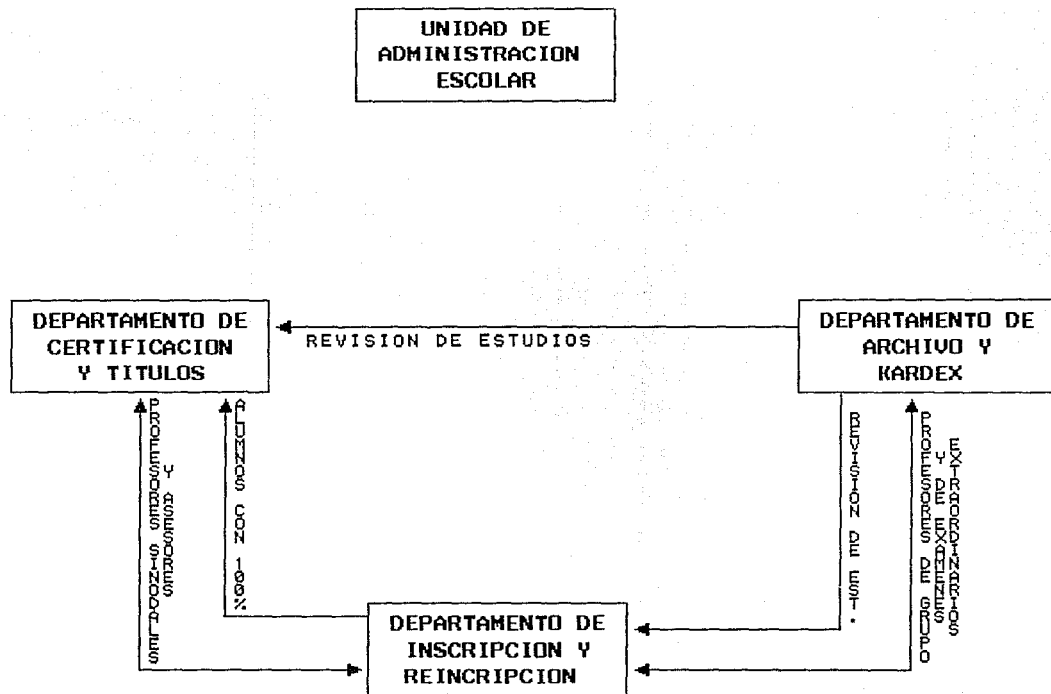 UNIDAD DE
ADMINISTRACION
ESCOLAR
DEPARTAMENTO DE
CERTIFICACION
Y TITULOS
REVISION DE ESTUDIOS
DEPARTAMENTO DE
ARCHIVO Y
KARDEX
PROFESORES SINODALES
Y ASESORES
ALUMNOS CON 100%
REVISION DE EST.
PROFESORES DE GRUPO
Y DE EXAMENES
EXTRAORDINARIOS
DEPARTAMENTO DE
INSCRIPCION Y
REINCRIPCION